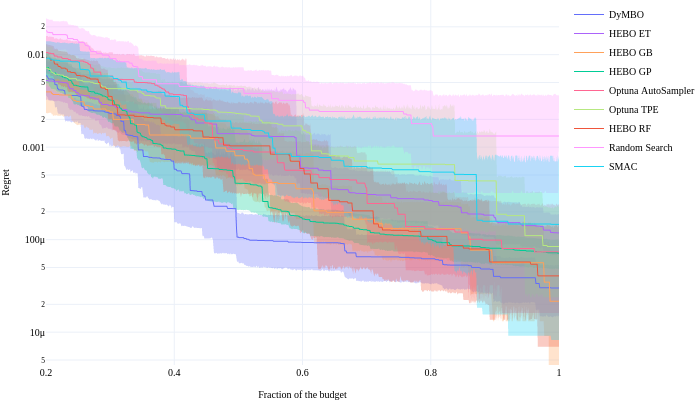 2
0.01
5
2
0.001
5
2
100μ
5
2
10μ
5
0.2
0.4
0.6
0.8
1
Regret
Fraction of the budget
DyMBO
HEBO ET
HEBO GB
HEBO GP
Optuna AutoSampler
Optuna TPE
HEBO RF
Random Search
SMAC